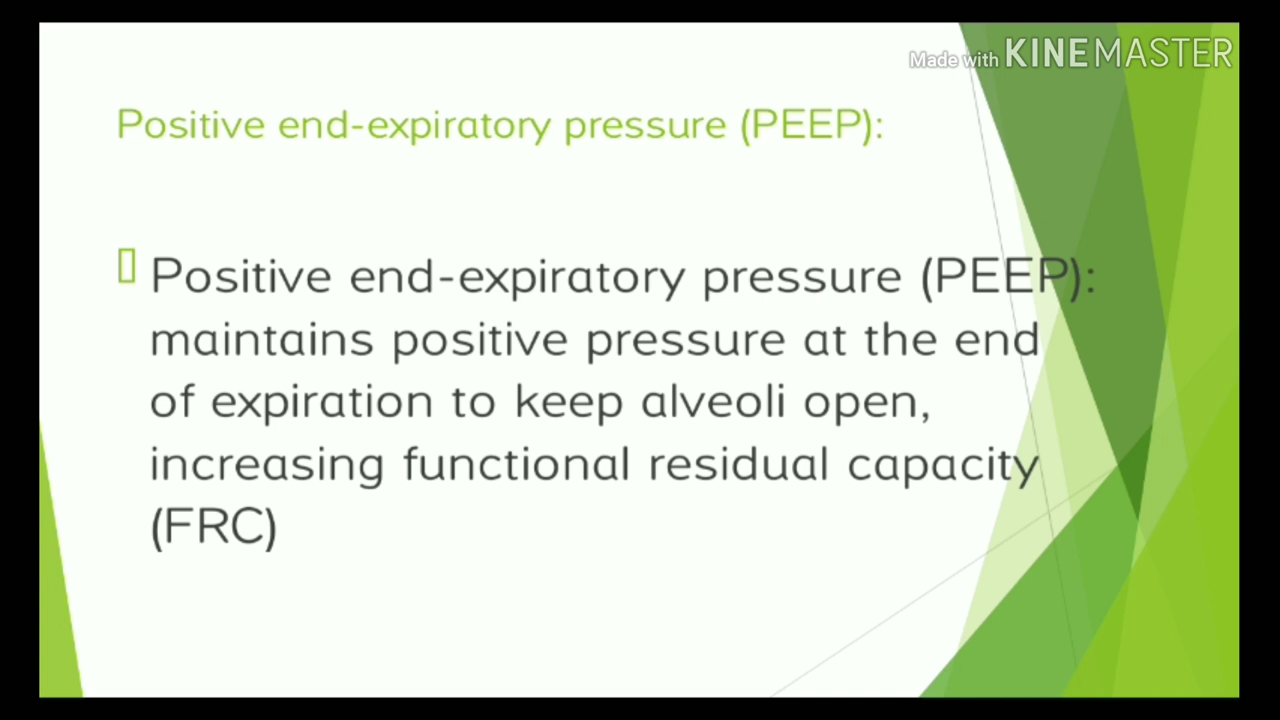 Made with KINEMASTER
Positive end-expiratory pressure (PEEP):
Positive end-expiratory pressure (PEEP):
maintains positive pressure at the end
of expiration to keep alveoli open,
increasing functional residual capacity
(FRC)